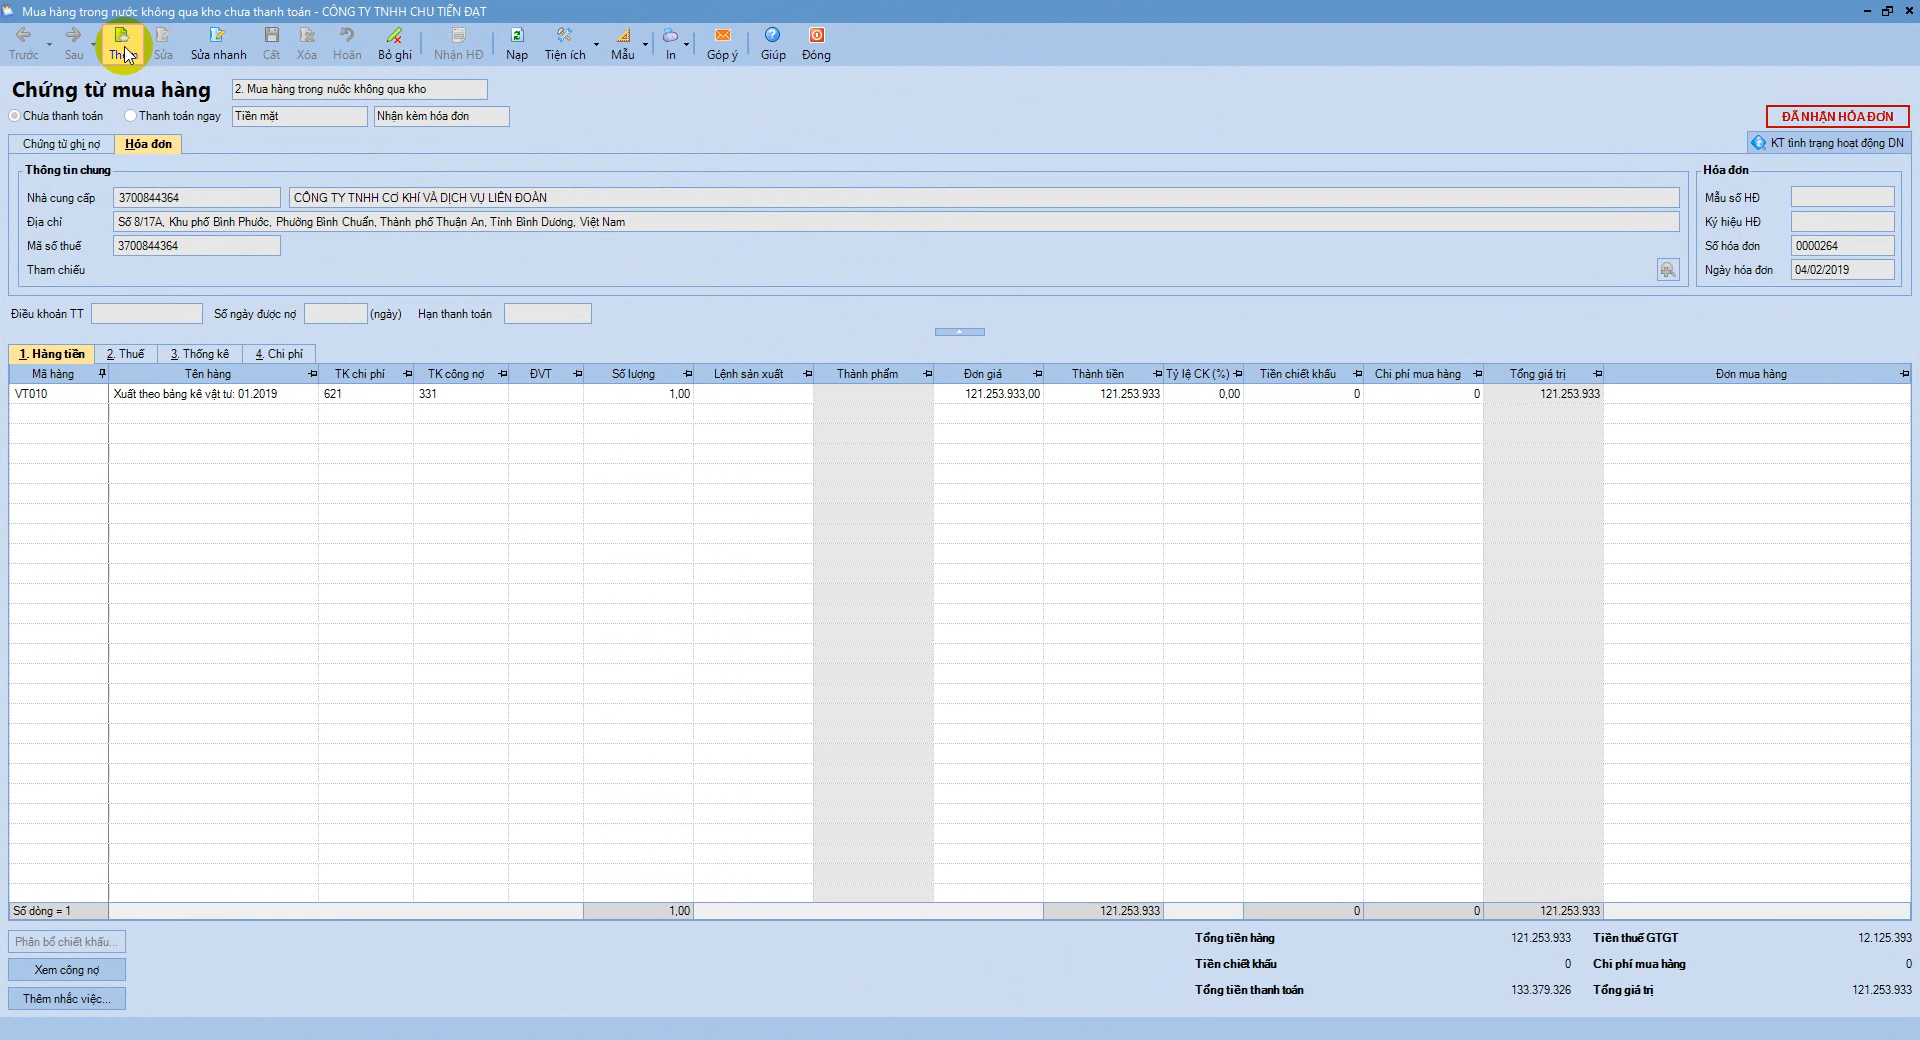 Mua hàng trong nước không qua kho chưa thanh toán - CÔNG TY TNHH CHU TIẾN ĐẠT
Trước Sau Sửa Sửa nhanh Cất Xóa Hoãn Bỏ ghi Nhận HĐ Nạp Tiện ích Mẫu In Góp ý Giúp Đóng
Chứng từ mua hàng 2. Mua hàng trong nước không qua kho
Chưa thanh toán Thanh toán ngay Tiền mặt Nhận kèm hóa đơn ĐÃ NHẬN HÓA ĐƠN
Chứng từ ghi nợ Hóa đơn KT tình trạng hoạt động DN
Thông tin chung Hóa đơn
Nhà cung cấp 3700844364 CÔNG TY TNHH CƠ KHÍ VÀ DỊCH VỤ LIÊN ĐOÀN Mẫu số HĐ
Địa chỉ Số 8/17A, Khu phố Bình Phước, Phường Bình Chuẩn, Thành phố Thuận An, Tỉnh Bình Dương, Việt Nam Ký hiệu HĐ
Mã số thuế 3700844364 Số hóa đơn 0000264
Tham chiếu Ngày hóa đơn 04/02/2019
Điều khoản TT Số ngày được nợ (ngày) Hạn thanh toán
1. Hàng tiền 2. Thuế 3. Thống kê 4. Chi phí
Mã hàng Tên hàng TK chi phí TK công nợ ĐVT Số lượng Lệnh sản xuất Thành phẩm Đơn giá Thành tiền Tỷ lệ CK (%) Tiền chiết khấu Chi phí mua hàng Tổng giá trị Đơn mua hàng
VT010 Xuất theo bảng kê vật tư: 01.2019 621 331 1,00 121.253.933,00 121.253.933 0,00 0 0 121.253.933
Số dòng = 1 1,00 121.253.933 0 0 121.253.933
Phân bổ chiết khấu... Tổng tiền hàng 121.253.933 Tiền thuế GTGT 12.125.393
Xem công nợ Tiền chiết khấu 0 Chi phí mua hàng 0
Thêm nhắc việc... Tổng tiền thanh toán 133.379.326 Tổng giá trị 121.253.933